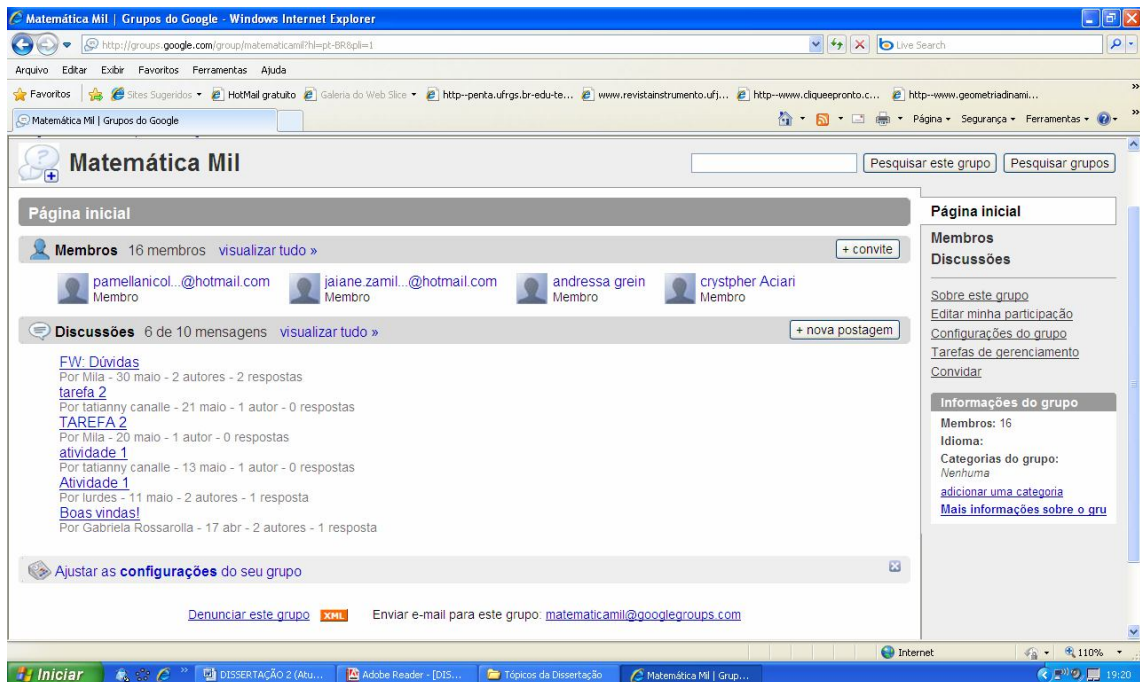 Matemática Mil | Grupos do Google - Windows Internet Explorer
http://groups.google.com/group/matematicamil?hl=pt-BR&pli=1
Live Search
Arquivo Editar Exibir Favoritos Ferramentas Ajuda
Favoritos Sites Sugeridos HotMail gratuito Galeria do Web Slice http--penta.ufrgs.br-edu-te... www.revistainstrumento.ufj... http--www.cliqueepronto.c... http--www.geometriadinami...
Matemática Mil | Grupos do Google Página Segurança Ferramentas
Matemática Mil
Pesquisar este grupo Pesquisar grupos
Página inicial
Membros 16 membros visualizar tudo »
+ convite
pamellanicol...@hotmail.com jaiane.zamil...@hotmail.com andressa grein crystpher Aciari
Membro Membro Membro Membro
Discussões 6 de 10 mensagens visualizar tudo »
+ nova postagem
FW: Dúvidas
Por Mila - 30 maio - 2 autores - 2 respostas
tarefa 2
Por tatianny canalle - 21 maio - 1 autor - 0 respostas
TAREFA 2
Por Mila - 20 maio - 1 autor - 0 respostas
atividade 1
Por tatianny canalle - 13 maio - 1 autor - 0 respostas
Atividade 1
Por lurdes - 11 maio - 2 autores - 1 resposta
Boas vindas!
Por Gabriela Rossarolla - 17 abr - 2 autores - 1 resposta
Ajustar as configurações do seu grupo
Denunciar este grupo XML Enviar e-mail para este grupo: matematicamil@googlegroups.com
Página inicial
Membros
Discussões
Sobre este grupo
Editar minha participação
Configurações do grupo
Tarefas de gerenciamento
Convidar
Informações do grupo
Membros: 16
Idioma:
Categorias do grupo:
Nenhuma
adicionar uma categoria
Mais informações sobre o gru
Internet 110%
Iniciar DISSERTAÇÃO 2 (Atu... Adobe Reader - [DIS... Tópicos da Dissertação Matemática Mil | Grup... 19:20